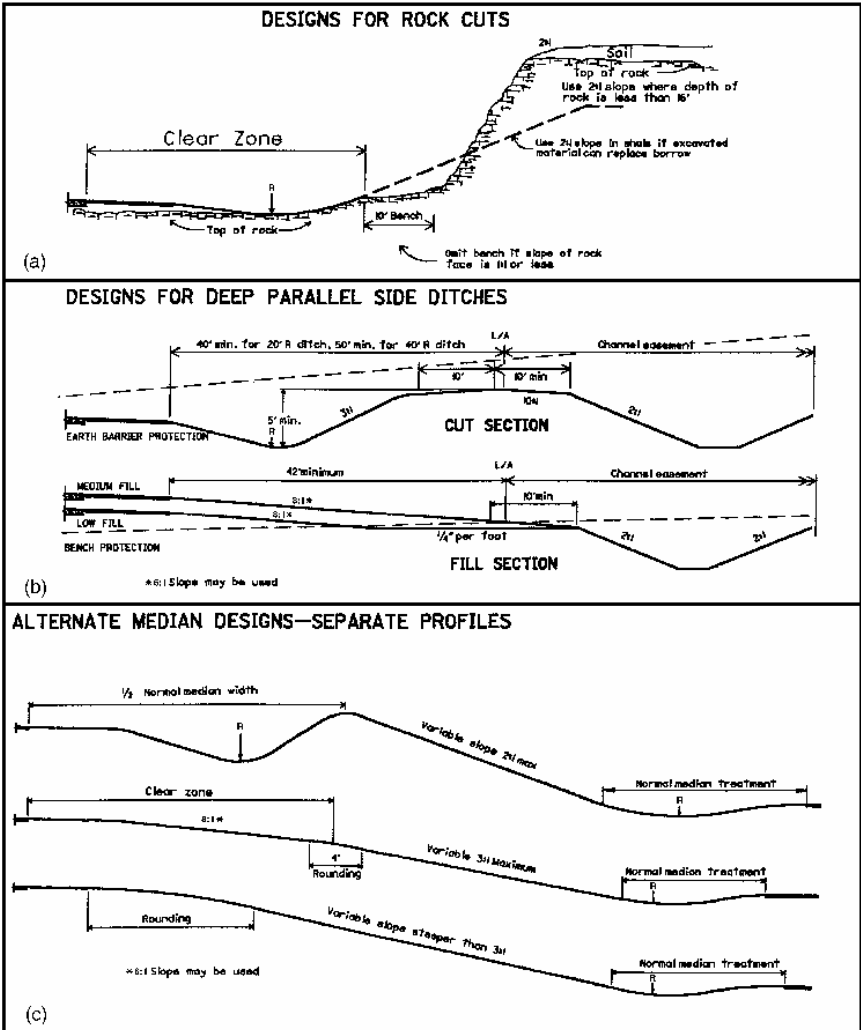 DESIGNS FOR ROCK CUTS
2:1
Soil
Top of rock
Use 2:1 slope where depth of
rock is less than 16'
Clear Zone
Use 2:1 slope in shale if excavated
material can replace borrow
R
10' Bench
Top of rock
Omit bench if slope of rock
face is 1:1 or less
(a)
DESIGNS FOR DEEP PARALLEL SIDE DITCHES
L/A
40' min. for 20' R ditch, 50' min. for 40' R ditch
Channel easement
10'
10' min
3:1
5' min.
10:1
2:1
R
CUT SECTION
EARTH BARRIER PROTECTION
L/A
42' minimum
Channel easement
MEDIUM FILL
8:1*
10' min
8:1*
LOW FILL
1/4" per foot
2:1
2:1
BENCH PROTECTION
FILL SECTION
*6:1 Slope may be used
(b)
ALTERNATE MEDIAN DESIGNS—SEPARATE PROFILES
1/2 Normal median width
R
Variable slope 2:1 max
Normal median treatment
R
Clear zone
8:1*
4'
Rounding
Variable 3:1 Maximum
Normal median treatment
R
Rounding
Variable slope steeper than 3:1
Normal median treatment
R
*6:1 Slope may be used
(c)